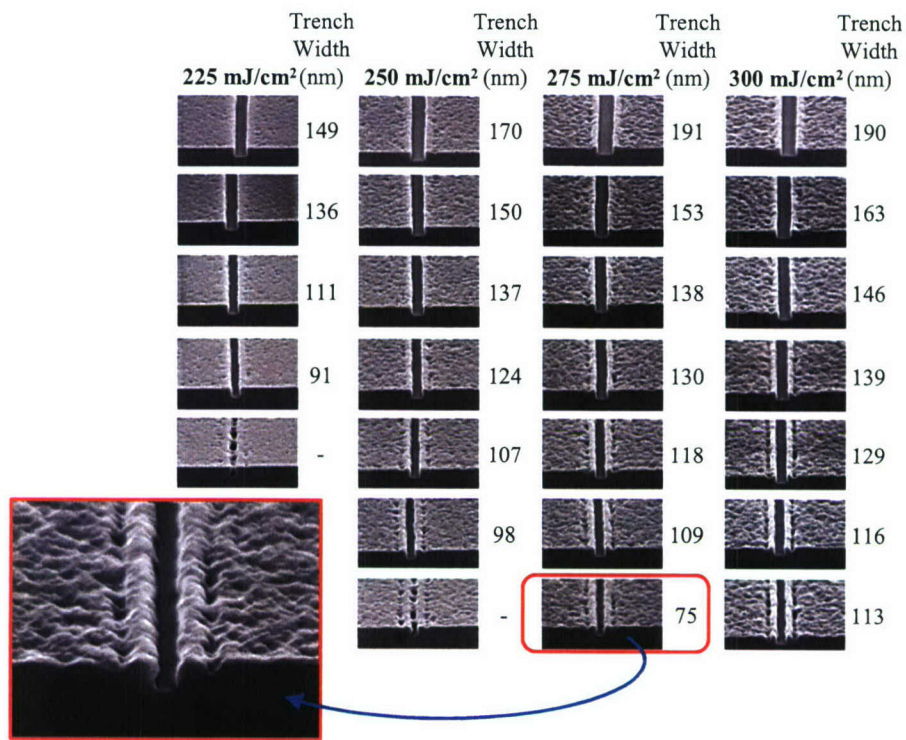 Trench Trench Trench Trench
Width Width Width Width
225 mJ/cm² (nm) 250 mJ/cm² (nm) 275 mJ/cm² (nm) 300 mJ/cm² (nm)
149 170 191 190
136 150 153 163
111 137 138 146
91 124 130 139
- 107 118 129
98 109 116
- 75 113